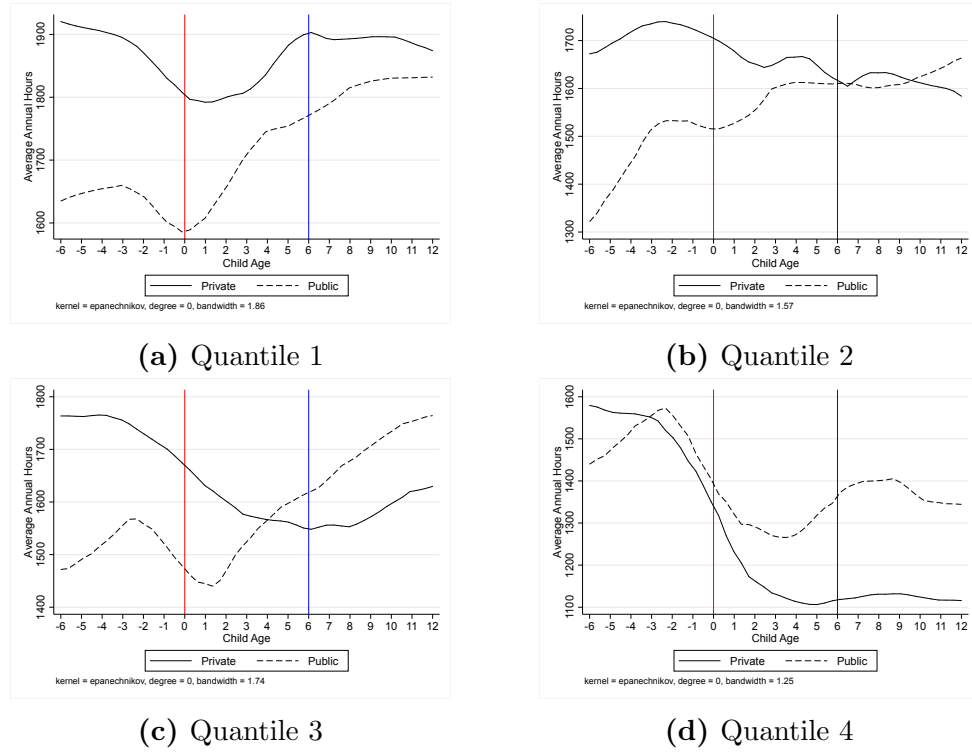 Average Annual Hours
1900
1800
1700
1600
-6 -5 -4 -3 -2 -1 0 1 2 3 4 5 6 7 8 9 10 11 12
Child Age
Private Public
kernel = epanechnikov, degree = 0, bandwidth = 1.86
(a) Quantile 1
Average Annual Hours
1700
1600
1500
1400
1300
-6 -5 -4 -3 -2 -1 0 1 2 3 4 5 6 7 8 9 10 11 12
Child Age
Private Public
kernel = epanechnikov, degree = 0, bandwidth = 1.57
(b) Quantile 2
Average Annual Hours
1800
1700
1600
1500
1400
-6 -5 -4 -3 -2 -1 0 1 2 3 4 5 6 7 8 9 10 11 12
Child Age
Private Public
kernel = epanechnikov, degree = 0, bandwidth = 1.74
(c) Quantile 3
Average Annual Hours
1600
1500
1400
1300
1200
1100
-6 -5 -4 -3 -2 -1 0 1 2 3 4 5 6 7 8 9 10 11 12
Child Age
Private Public
kernel = epanechnikov, degree = 0, bandwidth = 1.25
(d) Quantile 4